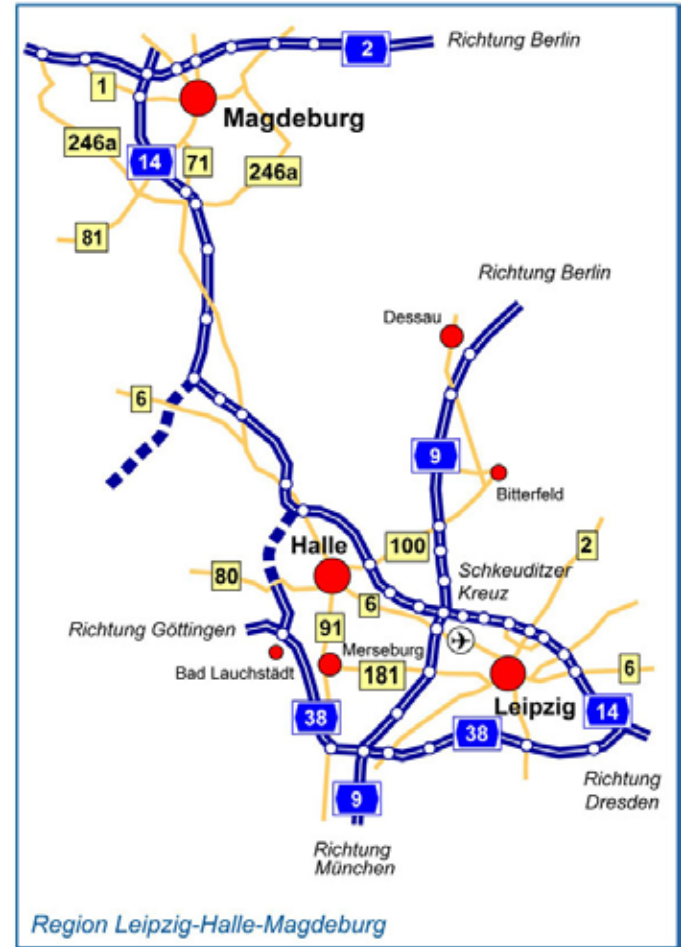 2
Richtung Berlin
1
Magdeburg
246a
14
71
246a
81
Richtung Berlin
Dessau
6
9
Bitterfeld
Halle
100
2
Schkeuditzer
Kreuz
80
6
91
Richtung Göttingen
Merseburg
Bad Lauchstädt
181
6
Leipzig
38
38
14
9
Richtung
Dresden
Richtung
München
Region Leipzig-Halle-Magdeburg